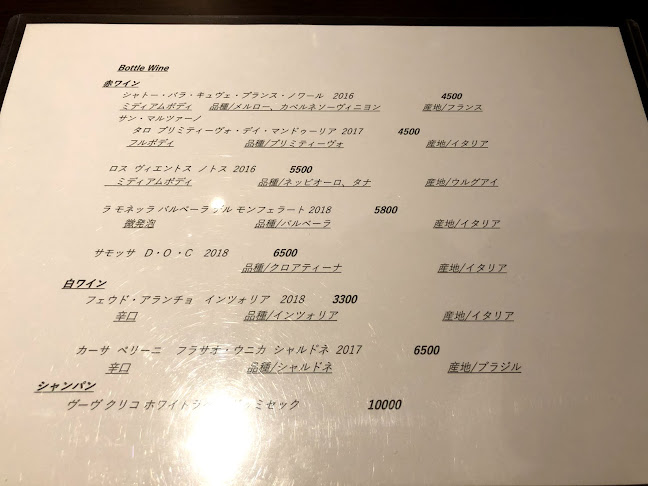 Bottle Wine
赤ワイン
シャトー・バラ・キュヴェ・プランス・ノワール 2016 4500
ミディアムボディ 品種/メルロー、カベルネソーヴィニヨン 産地/フランス
サン・マルツァーノ
タロ プリミティーヴォ・デイ・マンドゥーリア 2017 4500
フルボディ 品種/プリミティーヴォ 産地/イタリア
ロス ヴィエントス ノトス 2016 5500
ミディアムボディ 品種/ネッビオーロ、タナ 産地/ウルグアイ
ラ モネッラ バルベーラ デル モンフェラート 2018 5800
微発泡 品種/バルベーラ 産地/イタリア
サモッサ D・O・C 2018 6500
品種/クロアティーナ 産地/イタリア
白ワイン
フェウド・アランチョ インツォリア 2018 3300
辛口 品種/インツォリア 産地/イタリア
カーサ ペリーニ フラサオ・ウニカ シャルドネ 2017 6500
辛口 品種/シャルドネ 産地/ブラジル
シャンパン
ヴーヴ クリコ ホワイトラ ドゥミセック 10000